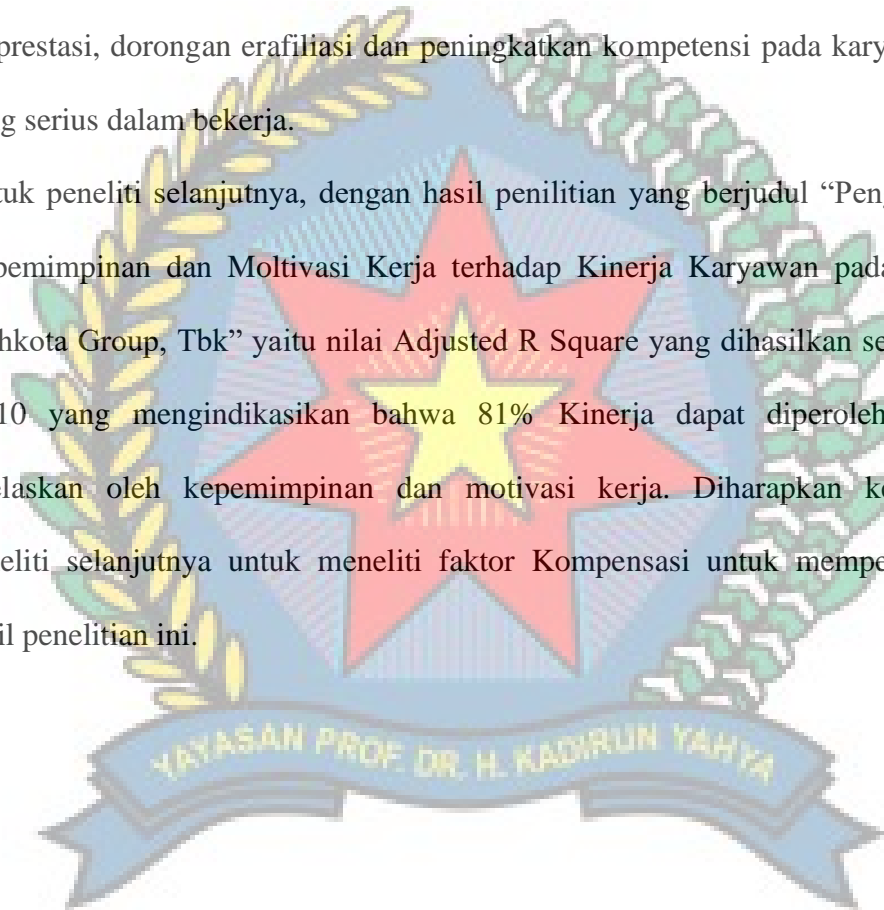 prestasi, dorongan erafiliasi dan peningkatkan kompetensi pada kary
g serius dalam bekerja.
tuk peneliti selanjutnya, dengan hasil penilitian yang berjudul “Pen
pemimpinan dan Moltivasi Kerja terhadap Kinerja Karyawan pada
hkota Group, Tbk” yaitu nilai Adjusted R Square yang dihasilkan se
10 yang mengindikasikan bahwa 81% Kinerja dapat diperoleh
elaskan oleh kepemimpinan dan motivasi kerja. Diharapkan k
eliti selanjutnya untuk meneliti faktor Kompensasi untuk mempe
il penelitian ini.
YAYASAN PROF. DR. H. KADIRUN YAHYA